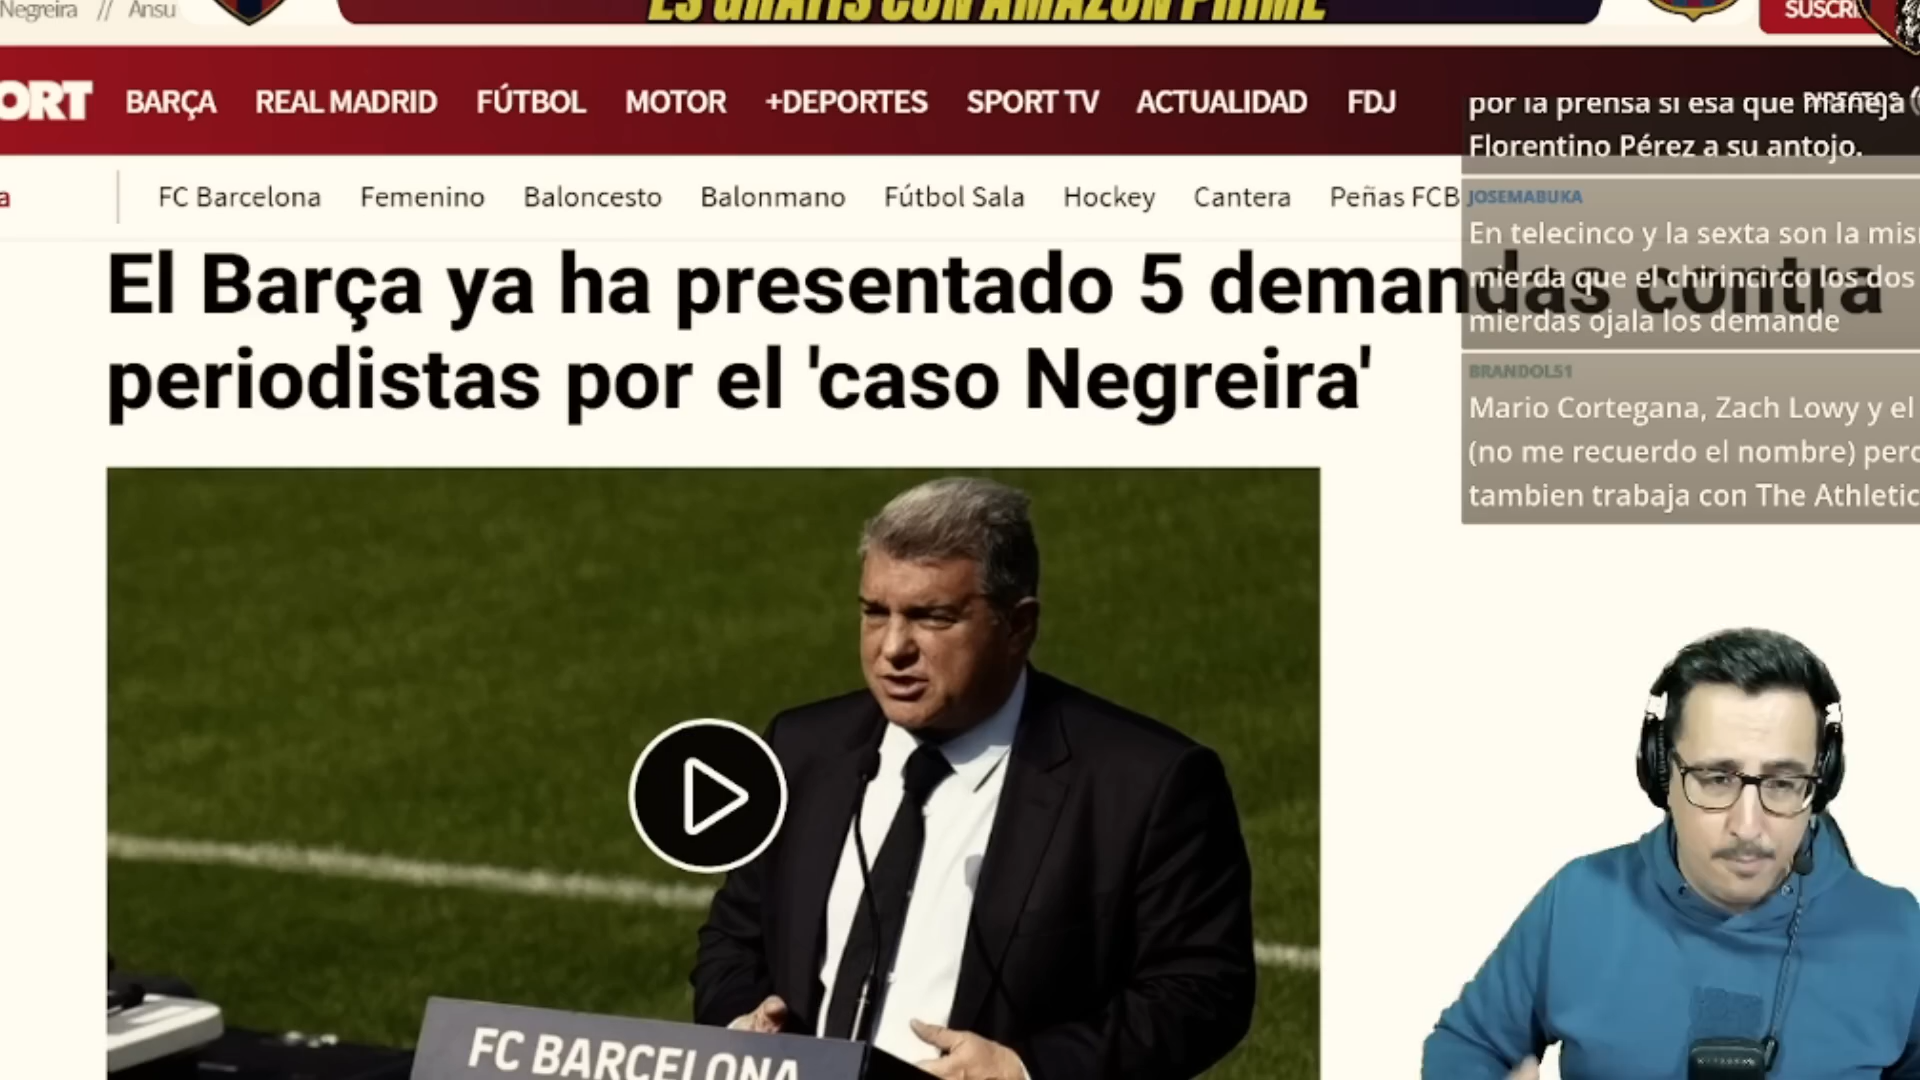 Negreira // Ansu
ES GRATIS CON AMAZON PRIME
ORT BARÇA REAL MADRID FÚTBOL MOTOR +DEPORTES SPORT TV ACTUALIDAD FDJ DIRECTOS
a FC Barcelona Femenino Baloncesto Balonmano Fútbol Sala Hockey Cantera Peñas FCB
El Barça ya ha presentado 5 demandas contra
periodistas por el 'caso Negreira'
FC BARCELONA
por la prensa si esa que maneja
Florentino Pérez a su antojo.
JOSEMABUKA
En telecinco y la sexta son la mis
mierda que el chirincirco los dos
mierdas ojala los demande
BRANDOL51
Mario Cortegana, Zach Lowy y el
(no me recuerdo el nombre) perc
tambien trabaja con The Athletic